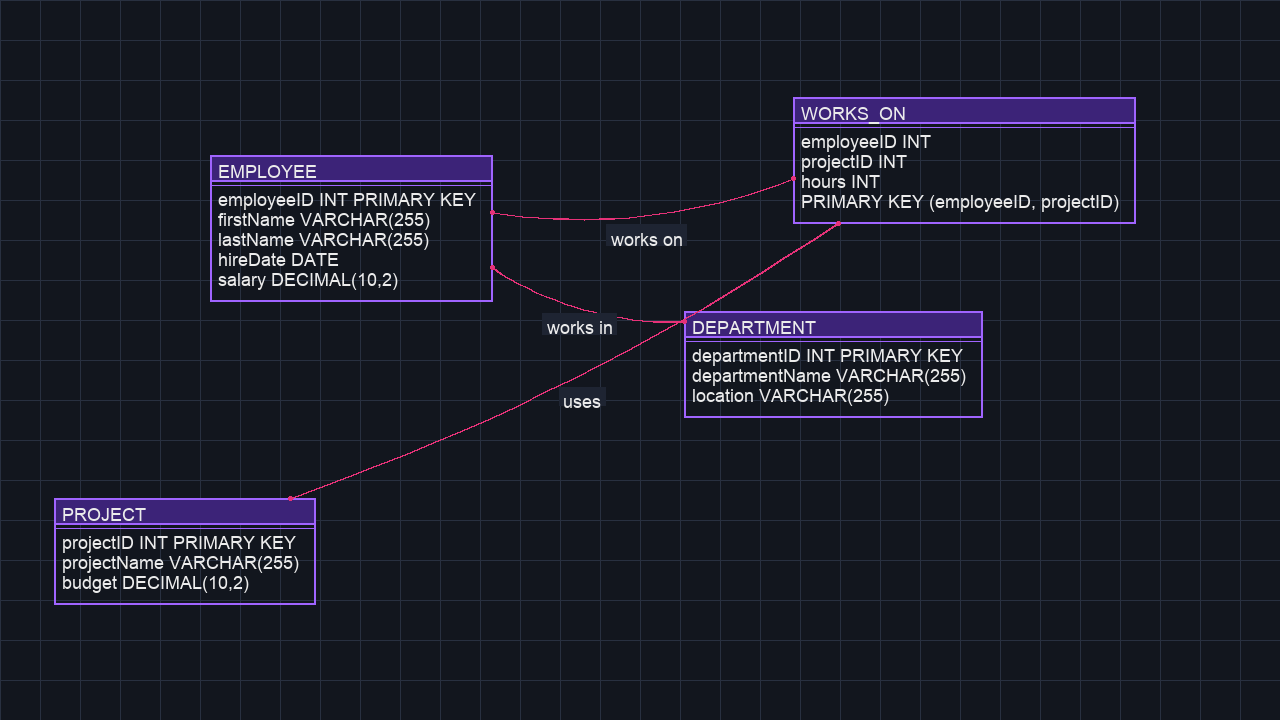 WORKS_ON
employeeID INT
projectID INT
hours INT
PRIMARY KEY (employeeID, projectID)
EMPLOYEE
employeeID INT PRIMARY KEY
firstName VARCHAR(255)
lastName VARCHAR(255)
hireDate DATE
salary DECIMAL(10,2)
works on
works in
DEPARTMENT
departmentID INT PRIMARY KEY
departmentName VARCHAR(255)
location VARCHAR(255)
uses
PROJECT
projectID INT PRIMARY KEY
projectName VARCHAR(255)
budget DECIMAL(10,2)